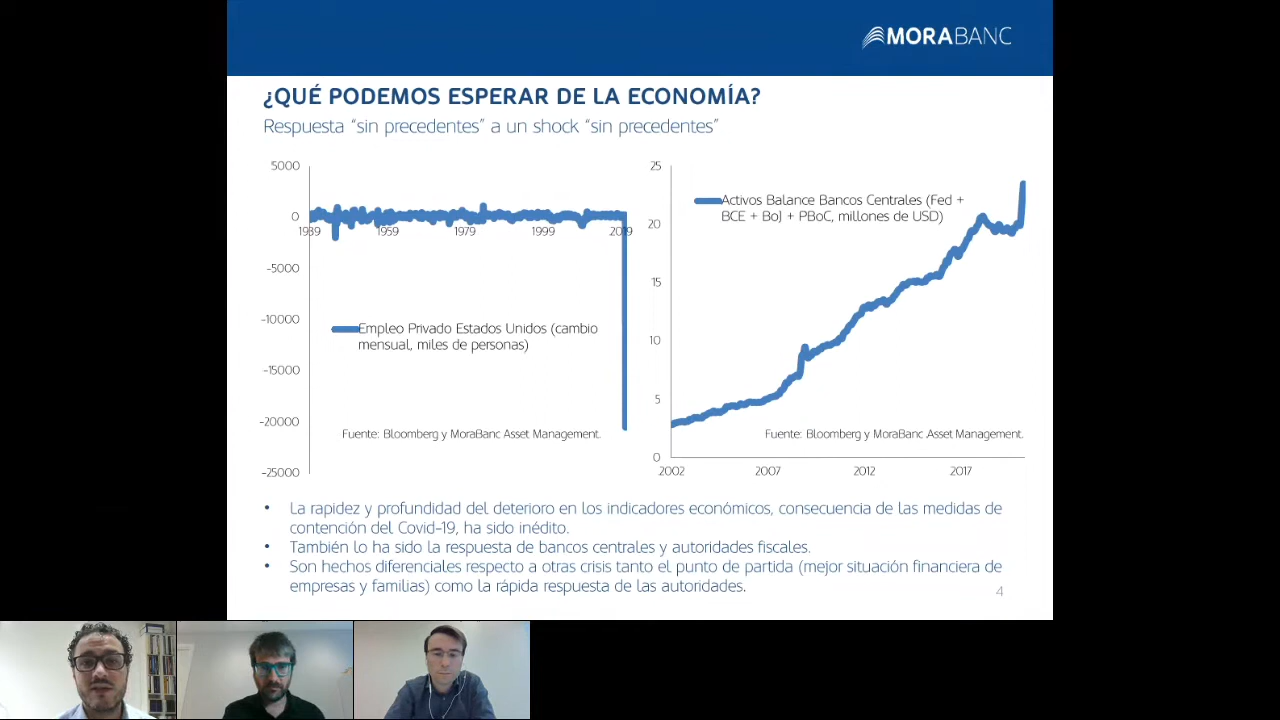 MORABANC
¿QUÉ PODEMOS ESPERAR DE LA ECONOMÍA?
Respuesta “sin precedentes” a un shock “sin precedentes”
5000
0
-5000
-10000
-15000
-20000
-25000
1939
1959
1979
1999
2019
Empleo Privado Estados Unidos (cambio
mensual, miles de personas)
Fuente: Bloomberg y MoraBanc Asset Management.
25
20
15
10
5
0
2002
2007
2012
2017
Activos Balance Bancos Centrales (Fed +
BCE + BoJ + PBoC, millones de USD)
Fuente: Bloomberg y MoraBanc Asset Management.
• La rapidez y profundidad del deterioro en los indicadores económicos, consecuencia de las medidas de
contención del Covid-19, ha sido inédito.
• También lo ha sido la respuesta de bancos centrales y autoridades fiscales.
• Son hechos diferenciales respecto a otras crisis tanto el punto de partida (mejor situación financiera de
empresas y familias) como la rápida respuesta de las autoridades.
4